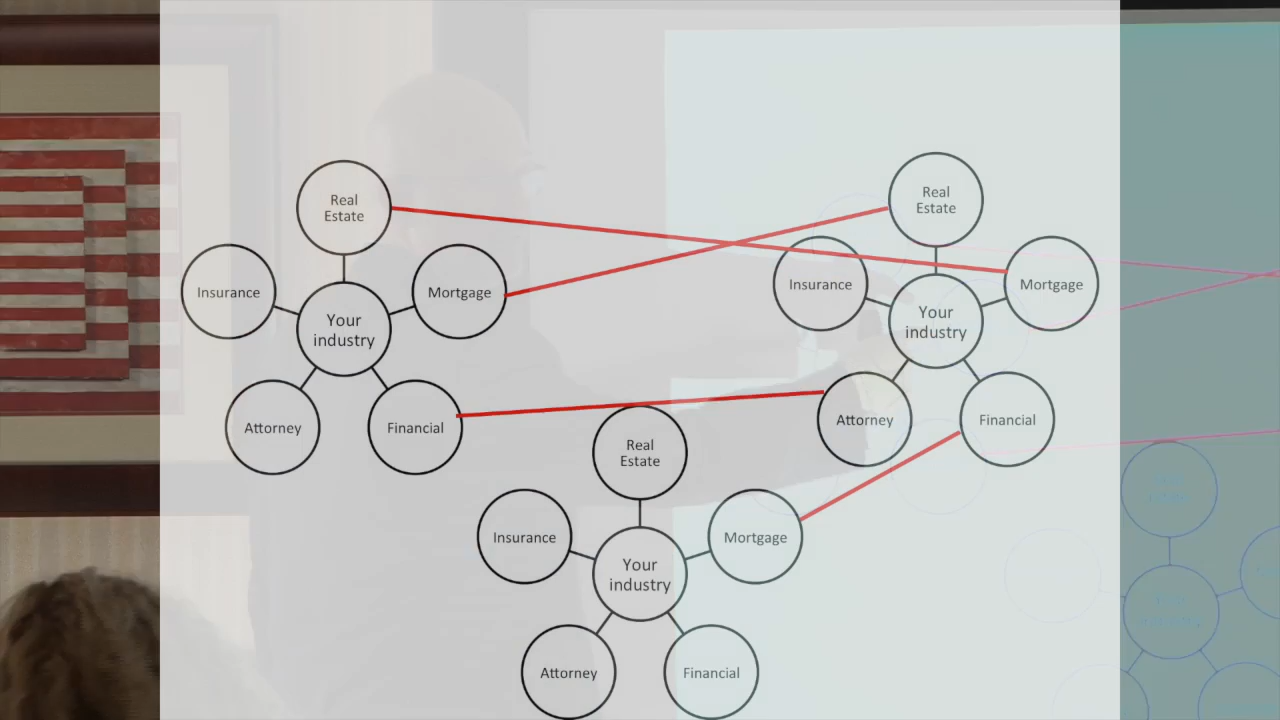 Real
Estate
Insurance
Mortgage
Your
industry
Attorney
Financial
Real
Estate
Insurance
Mortgage
Your
industry
Attorney
Financial
Real
Estate
Insurance
Mortgage
Your
industry
Attorney
Financial